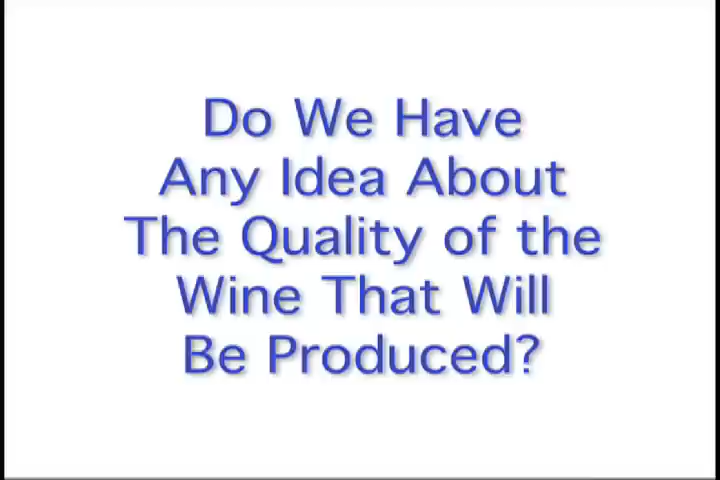 Do We Have
Any Idea About
The Quality of the
Wine That Will
Be Produced?